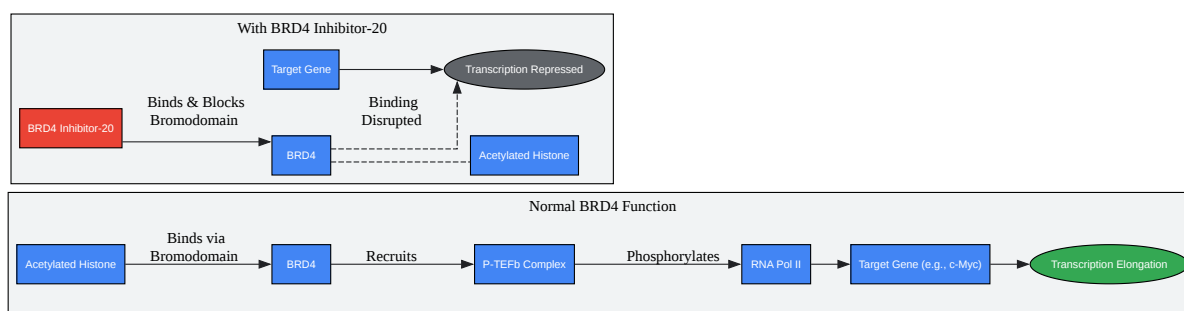 With BRD4 Inhibitor-20
Target Gene
Transcription Repressed
Binds & Blocks
Bromodomain
Binding
Disrupted
BRD4 Inhibitor-20
BRD4
Acetylated Histone
Normal BRD4 Function
Binds via
Bromodomain
Recruits
Phosphorylates
Acetylated Histone
BRD4
P-TEFb Complex
RNA Pol II
Target Gene (e.g., c-Myc)
Transcription Elongation